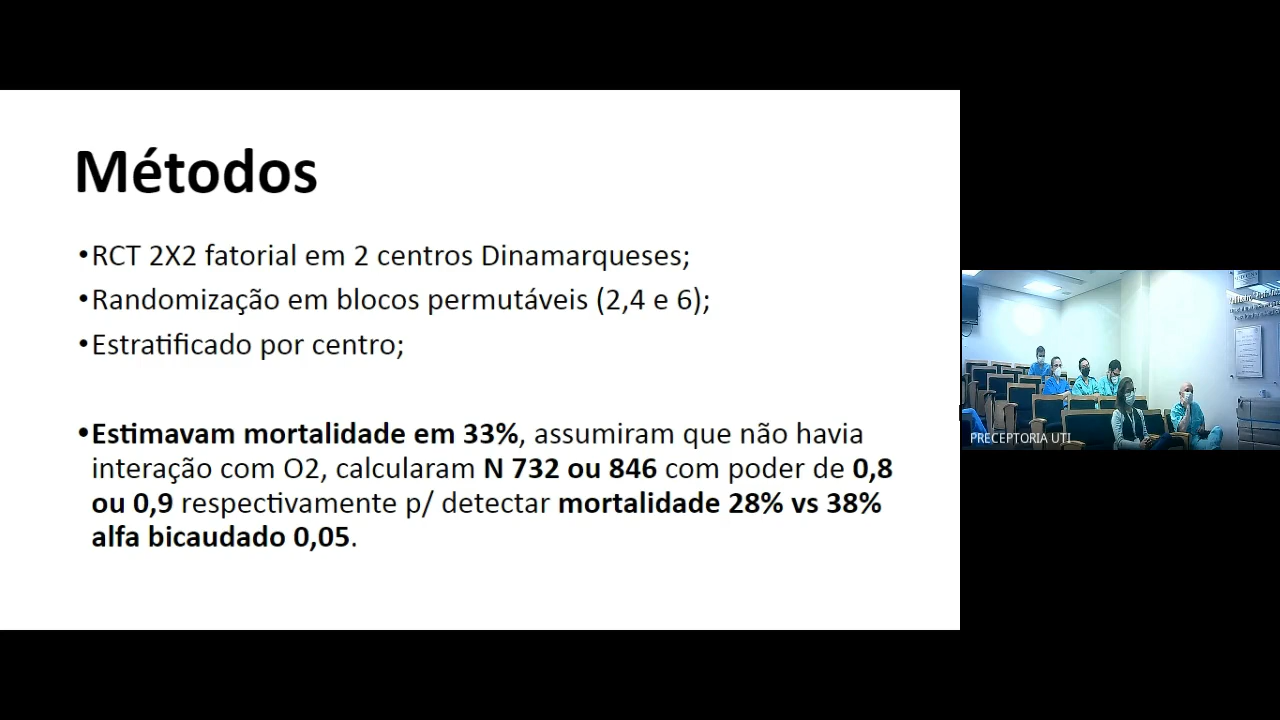 Métodos
•RCT 2X2 fatorial em 2 centros Dinamarqueses;
•Randomização em blocos permutáveis (2,4 e 6);
•Estratificado por centro;
•Estimavam mortalidade em 33%, assumiram que não havia
interação com O2, calcularam N 732 ou 846 com poder de 0,8
ou 0,9 respectivamente p/ detectar mortalidade 28% vs 38%
alfa bicaudado 0,05.
PRECEPTORIA UTI